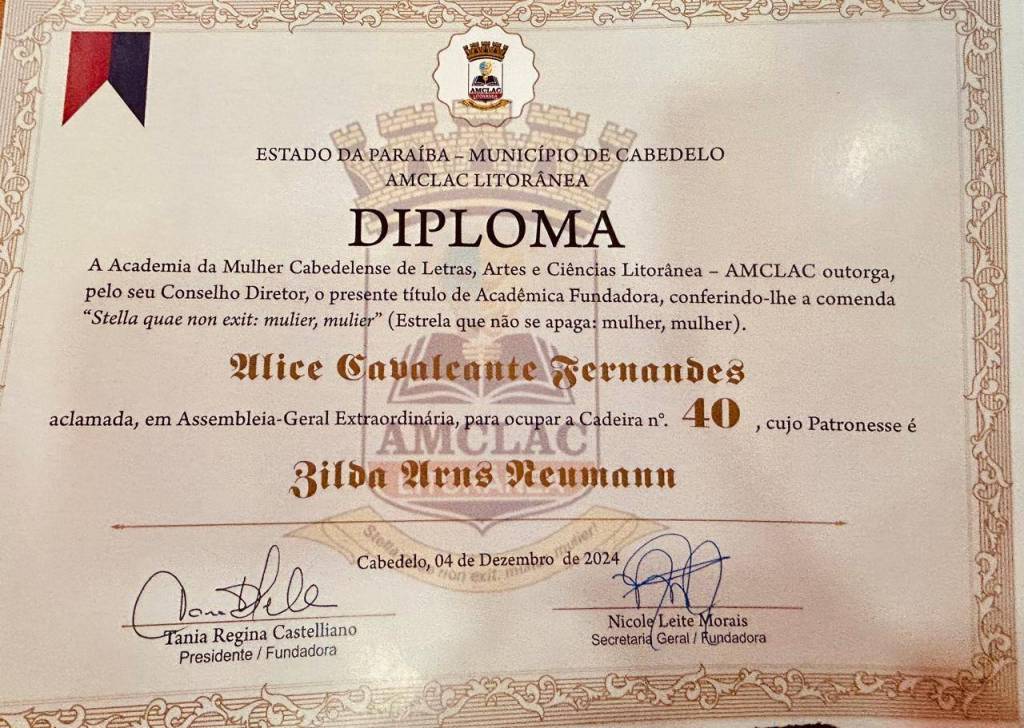 AMCLAC
LITORÂNEA
ESTADO DA PARAÍBA – MUNICÍPIO DE CABEDELO
AMCLAC LITORÂNEA
DIPLOMA
A Academia da Mulher Cabedelense de Letras, Artes e Ciências Litorânea – AMCLAC outorga,
pelo seu Conselho Diretor, o presente título de Acadêmica Fundadora, conferindo-lhe a comenda
“Stella quae non exit: mulier, mulier” (Estrela que não se apaga: mulher, mulher).
Alice Cavalcante Fernandes
aclamada, em Assembleia-Geral Extraordinária, para ocupar a Cadeira nº. 40 , cujo Patronesse é
AMCLAC
Zilda Arns Neumann
LITORÂNEA
Cabedelo, 04 de Dezembro de 2024
Tania Regina Castelliano
Presidente / Fundadora
Nicole Leite Morais
Secretaria Geral / Fundadora